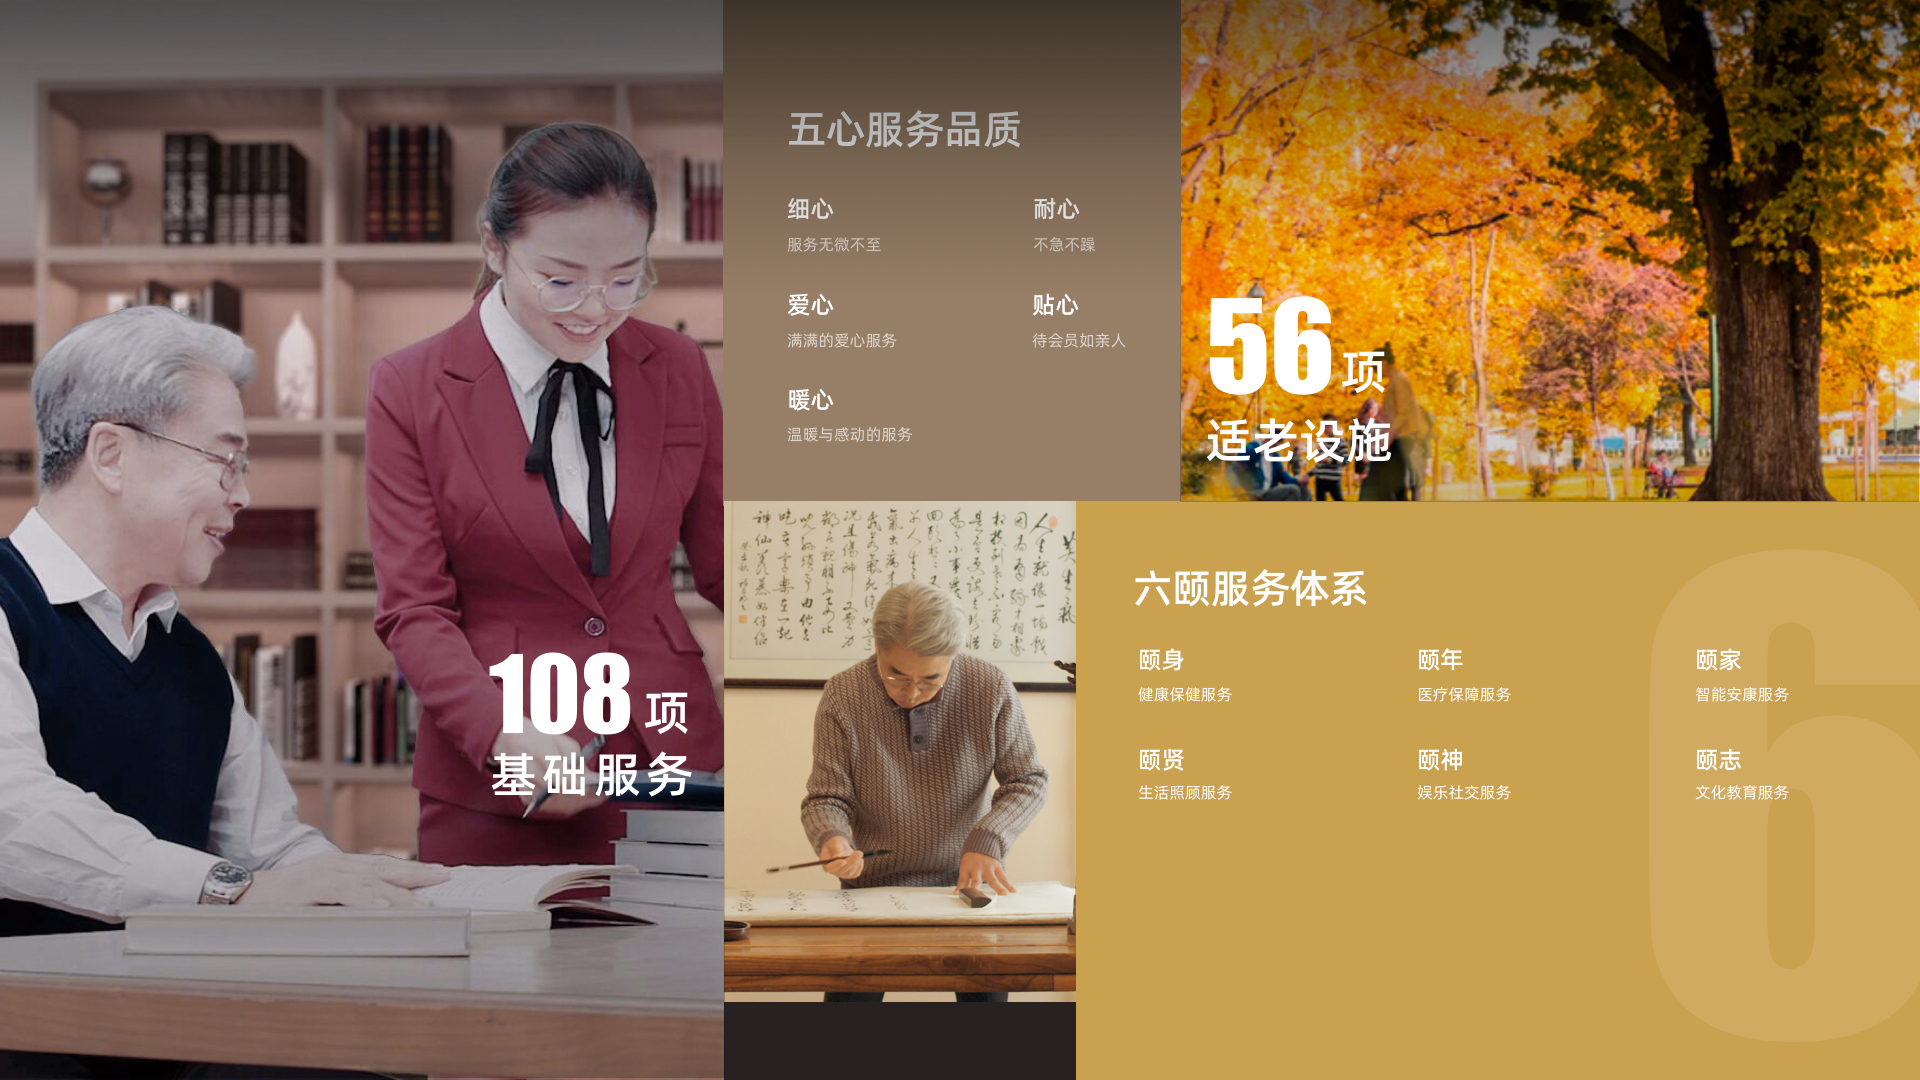 五心服务品质
细心
服务无微不至
耐心
不急不躁
爱心
满满的爱心服务
贴心
待会员如亲人
暖心
温暖与感动的服务
56 项
适老设施
108 项
基础服务
六颐服务体系
颐身
健康保健服务
颐年
医疗保障服务
颐家
智能安康服务
颐贤
生活照顾服务
颐神
娱乐社交服务
颐志
文化教育服务
6